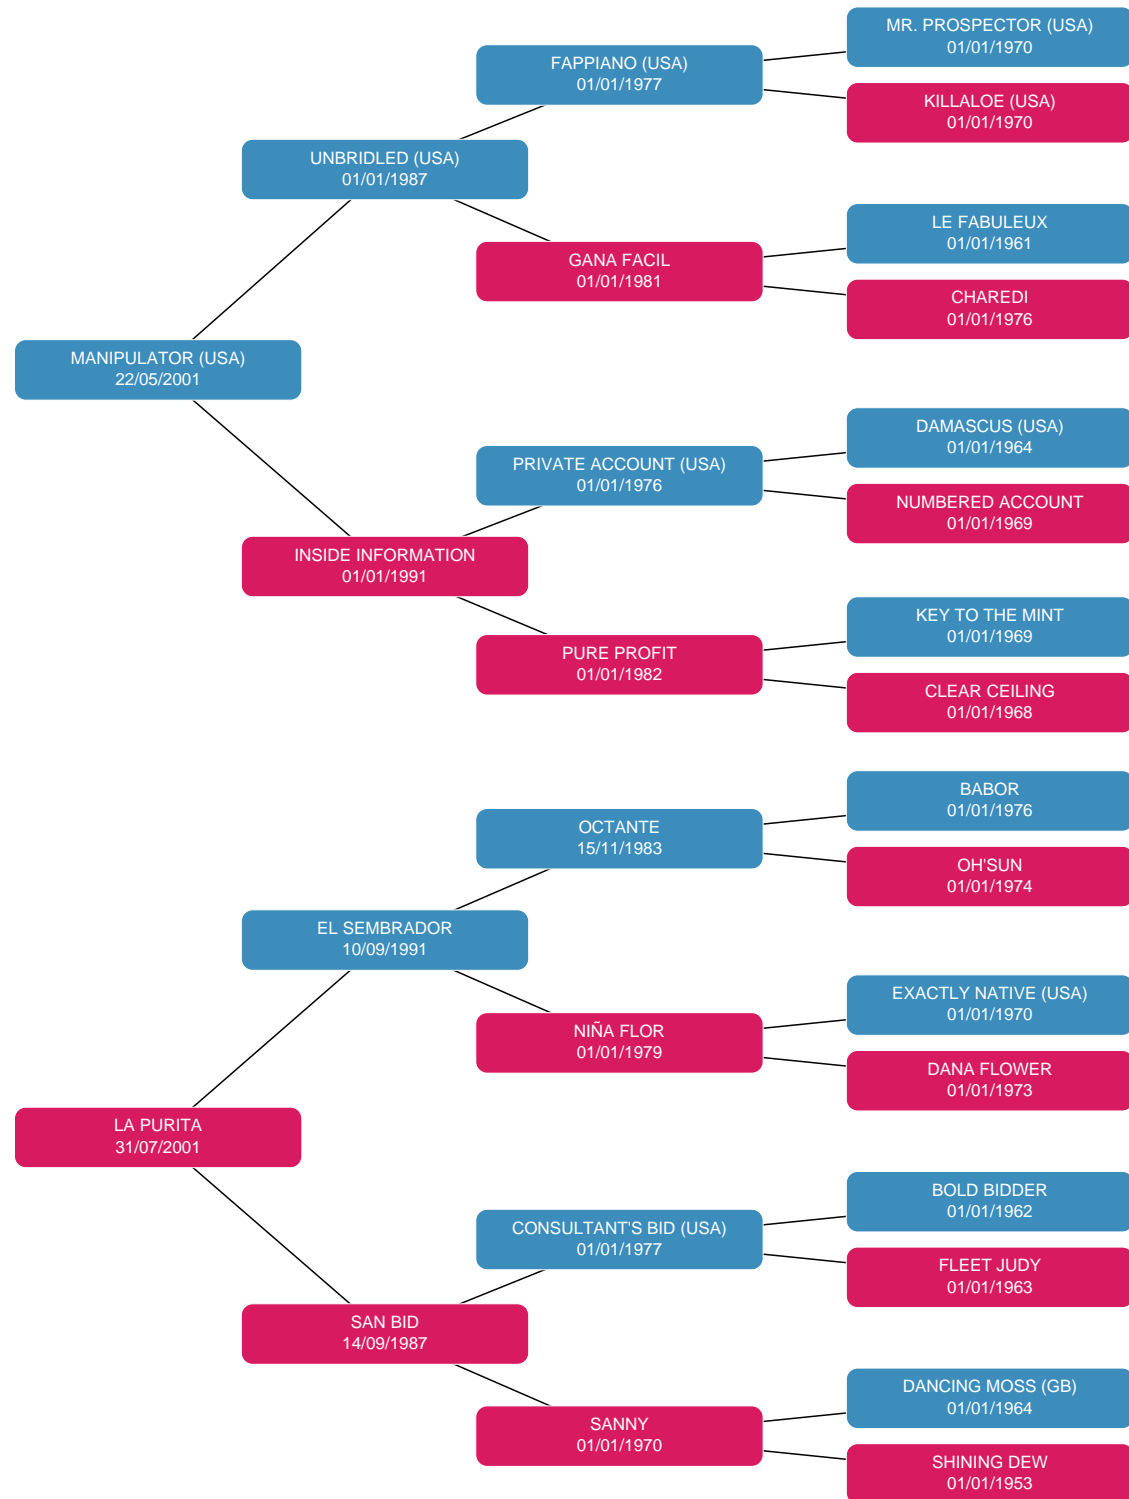 MR. PROSPECTOR (USA)
01/01/1970
FAPPIANO (USA)
01/01/1977
KILLALOE (USA)
01/01/1970
UNBRIDLED (USA)
01/01/1987
LE FABULEUX
01/01/1961
GANA FACIL
01/01/1981
CHAREDI
01/01/1976
MANIPULATOR (USA)
22/05/2001
DAMASCUS (USA)
01/01/1964
PRIVATE ACCOUNT (USA)
01/01/1976
NUMBERED ACCOUNT
01/01/1969
INSIDE INFORMATION
01/01/1991
KEY TO THE MINT
01/01/1969
PURE PROFIT
01/01/1982
CLEAR CEILING
01/01/1968
BABOR
01/01/1976
OCTANTE
15/11/1983
OH'SUN
01/01/1974
EL SEMBRADOR
10/09/1991
EXACTLY NATIVE (USA)
01/01/1970
NIÑA FLOR
01/01/1979
DANA FLOWER
01/01/1973
LA PURITA
31/07/2001
BOLD BIDDER
01/01/1962
CONSULTANT'S BID (USA)
01/01/1977
FLEET JUDY
01/01/1963
SAN BID
14/09/1987
DANCING MOSS (GB)
01/01/1964
SANNY
01/01/1970
SHINING DEW
01/01/1953